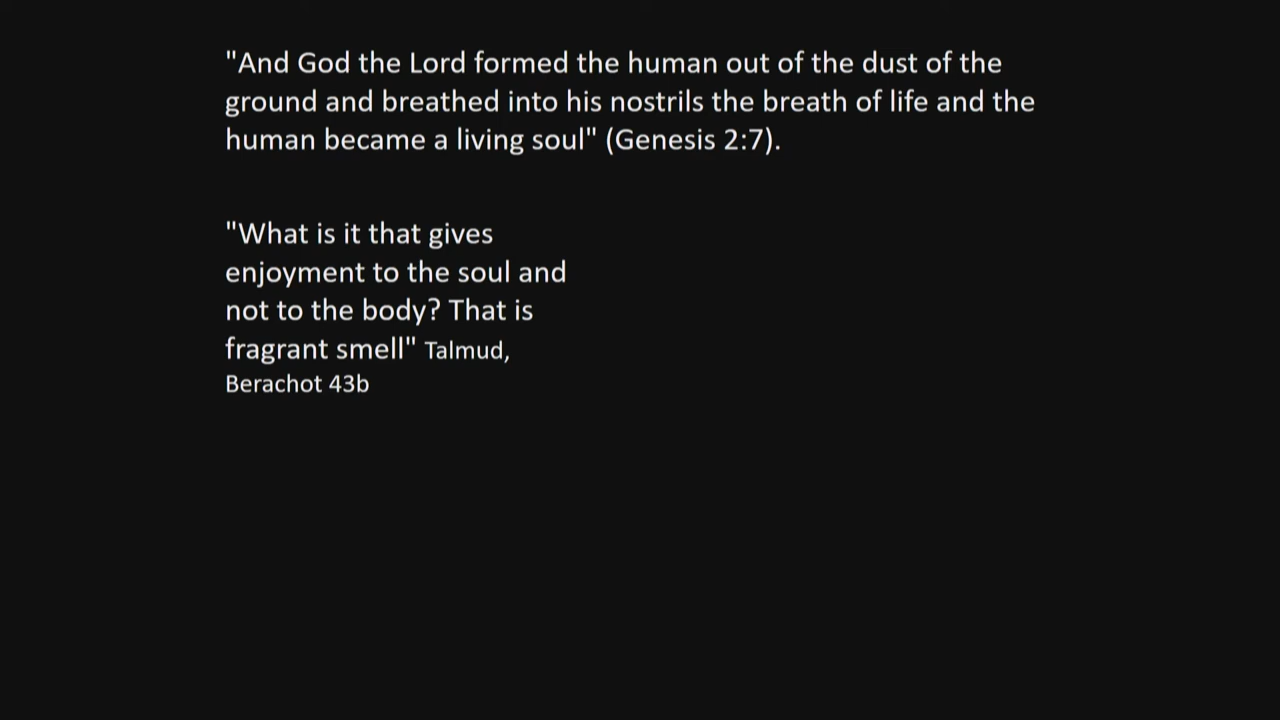 "And God the Lord formed the human out of the dust of the
ground and breathed into his nostrils the breath of life and the
human became a living soul" (Genesis 2:7).
"What is it that gives
enjoyment to the soul and
not to the body? That is
fragrant smell" Talmud,
Berachot 43b